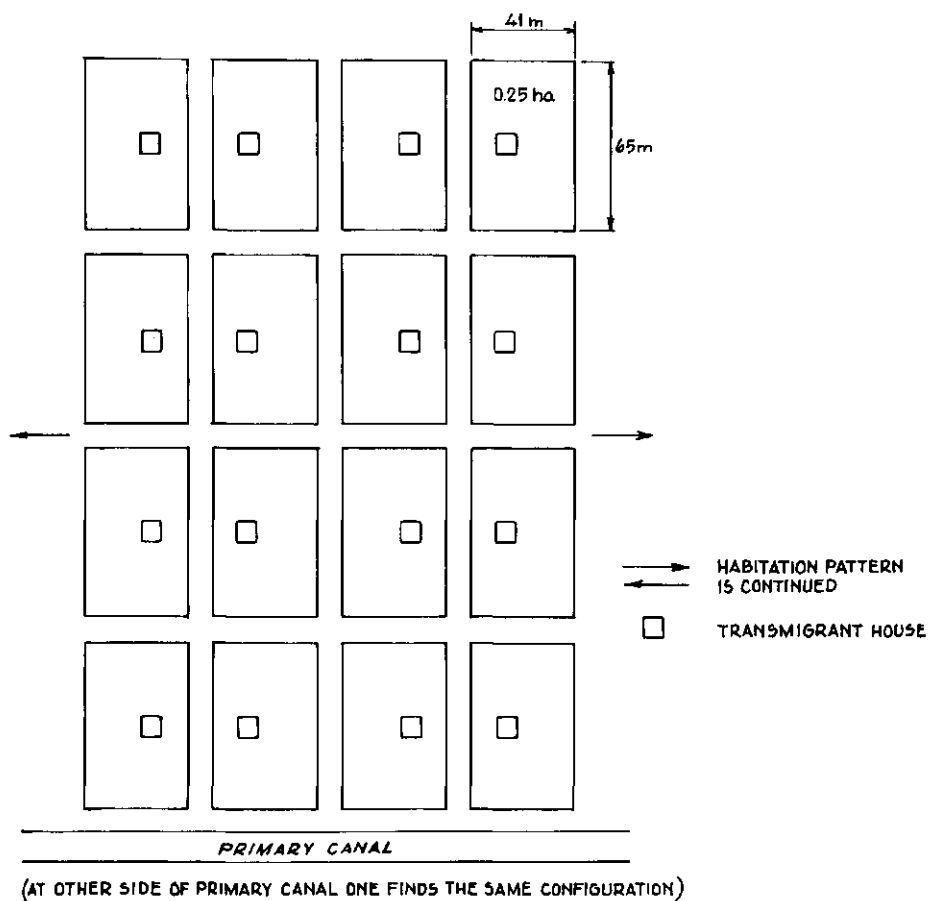 41 m
0.25 ha
65m
HABITATION PATTERN
IS CONTINUED
TRANSMIGRANT HOUSE
PRIMARY CANAL
(AT OTHER SIDE OF PRIMARY CANAL ONE FINDS THE SAME CONFIGURATION)